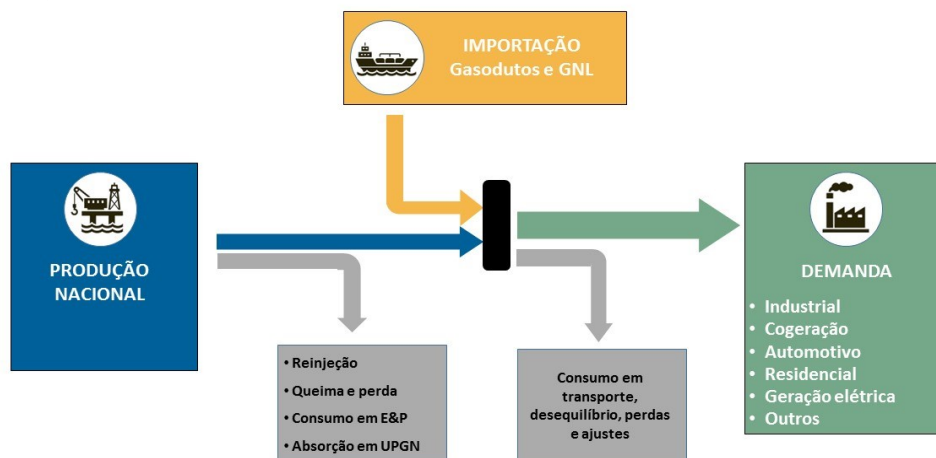 IMPORTAÇÃO
Gasodutos e GNL
PRODUÇÃO
NACIONAL
DEMANDA
• Industrial
• Cogeração
• Automotivo
• Residencial
• Geração elétrica
• Outros
• Reinjeção
• Queima e perda
• Consumo em E&P
• Absorção em UPGN
Consumo em
transporte,
desequilíbrio, perdas
e ajustes